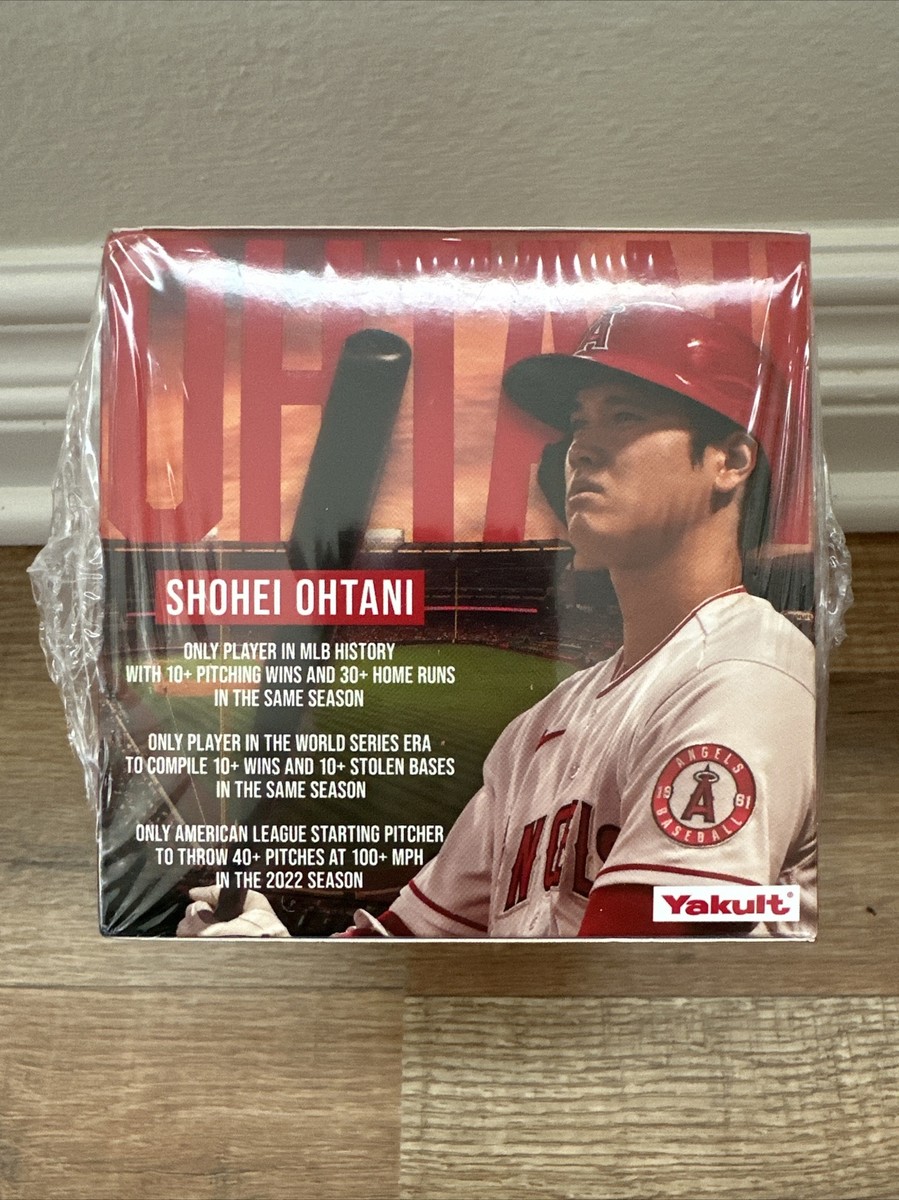 OHTANI
A
SHOHEI OHTANI
ONLY PLAYER IN MLB HISTORY
WITH 10+ PITCHING WINS AND 30+ HOME RUNS
IN THE SAME SEASON
ONLY PLAYER IN THE WORLD SERIES ERA
TO COMPILE 10+ WINS AND 10+ STOLEN BASES
IN THE SAME SEASON
ONLY AMERICAN LEAGUE STARTING PITCHER
TO THROW 40+ PITCHES AT 100+ MPH
IN THE 2022 SEASON
ANGELS
19 A 61
BASEBALL
NGEL
Yakult®